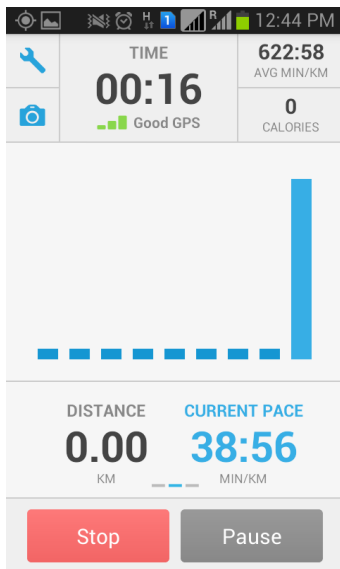 H 1 R 12:44 PM
TIME
00:16
Good GPS
622:58
AVG MIN/KM
0
CALORIES
DISTANCE
0.00
KM
CURRENT PACE
38:56
MIN/KM
Stop
Pause